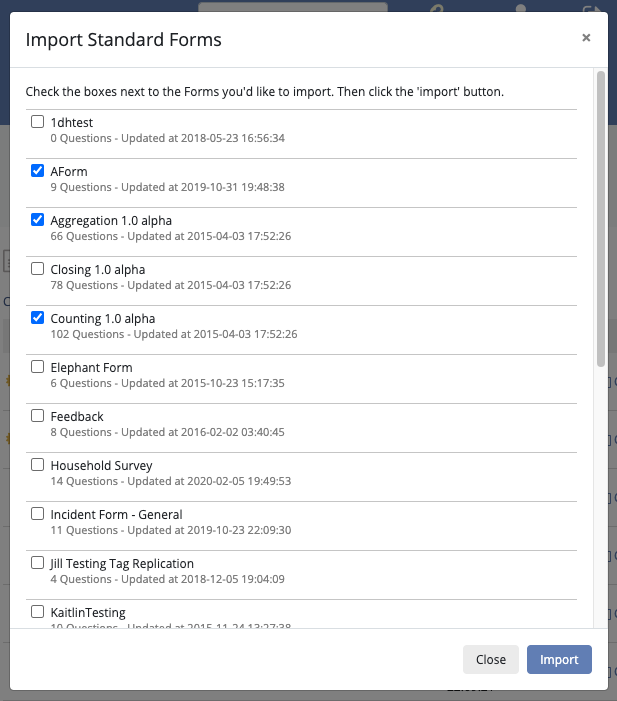 Import Standard Forms
×
Check the boxes next to the Forms you'd like to import. Then click the 'import' button.
1dhtest
0 Questions - Updated at 2018-05-23 16:56:34
AForm
9 Questions - Updated at 2019-10-31 19:48:38
Aggregation 1.0 alpha
66 Questions - Updated at 2015-04-03 17:52:26
Closing 1.0 alpha
78 Questions - Updated at 2015-04-03 17:52:26
Counting 1.0 alpha
102 Questions - Updated at 2015-04-03 17:52:26
Elephant Form
6 Questions - Updated at 2015-10-23 15:17:35
Feedback
8 Questions - Updated at 2016-02-02 03:40:45
Household Survey
14 Questions - Updated at 2020-02-05 19:49:53
Incident Form - General
11 Questions - Updated at 2019-10-23 22:09:30
Jill Testing Tag Replication
4 Questions - Updated at 2018-12-05 19:04:09
KaitlinTesting
10 Questions - Updated at 2015-11-24 13:27:38
Close
Import